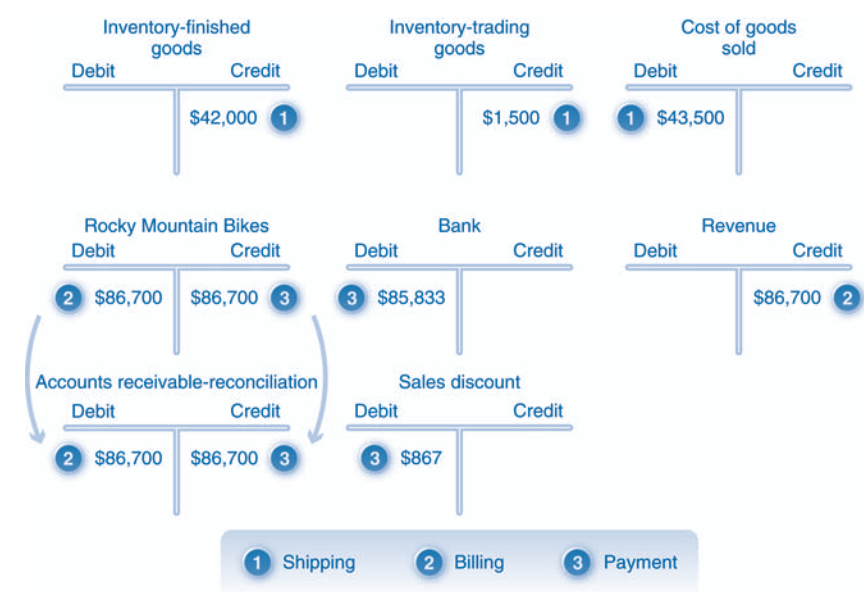 Inventory-finished goods
Inventory-trading goods
Cost of goods sold
Debit Credit Debit Credit Debit Credit
$42,000 1 $1,500 1 1 $43,500
Rocky Mountain Bikes Bank Revenue
Debit Credit Debit Credit Debit Credit
2 $86,700 $86,700 3 3 $85,833 $86,700 2
Accounts receivable-reconciliation Sales discount
Debit Credit Debit Credit
2 $86,700 $86,700 3 3 $867
1 Shipping 2 Billing 3 Payment